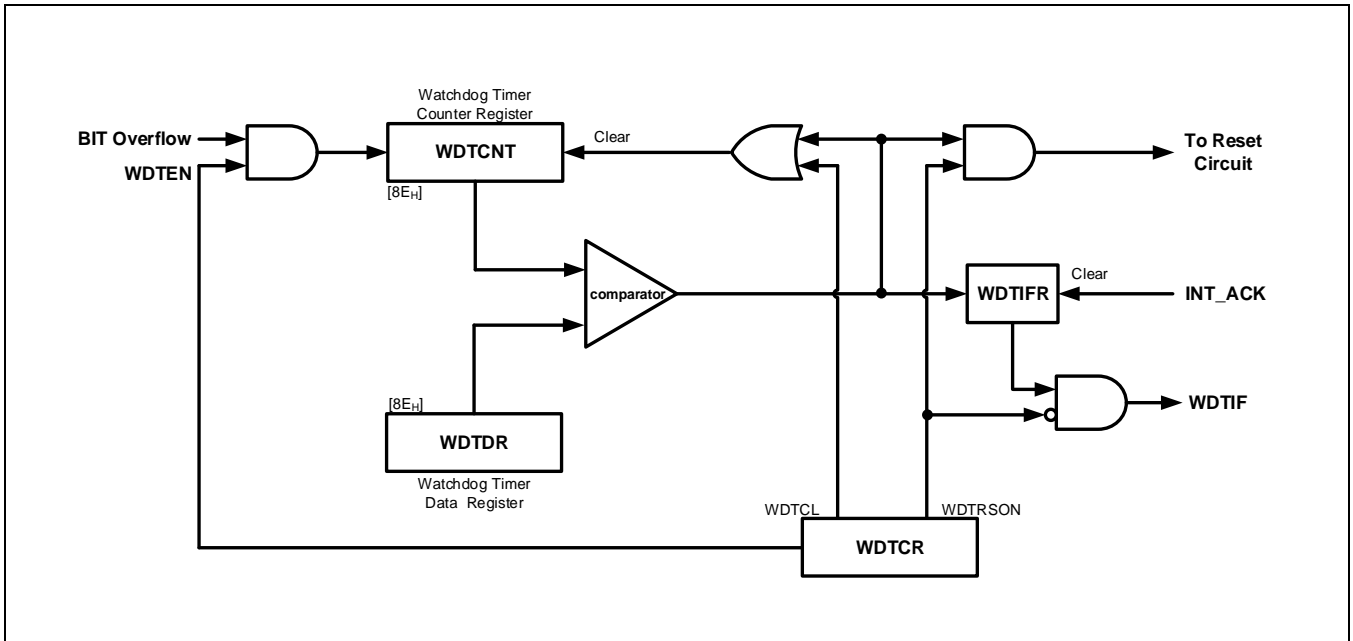 Watchdog Timer
Counter Register
BIT Overflow
WDTEN
WDTCNT
[8EH]
Clear
To Reset
Circuit
comparator
WDTIFR
Clear
INT_ACK
WDTIF
[8EH]
WDTDR
Watchdog Timer
Data Register
WDTCL
WDTRSON
WDTCR